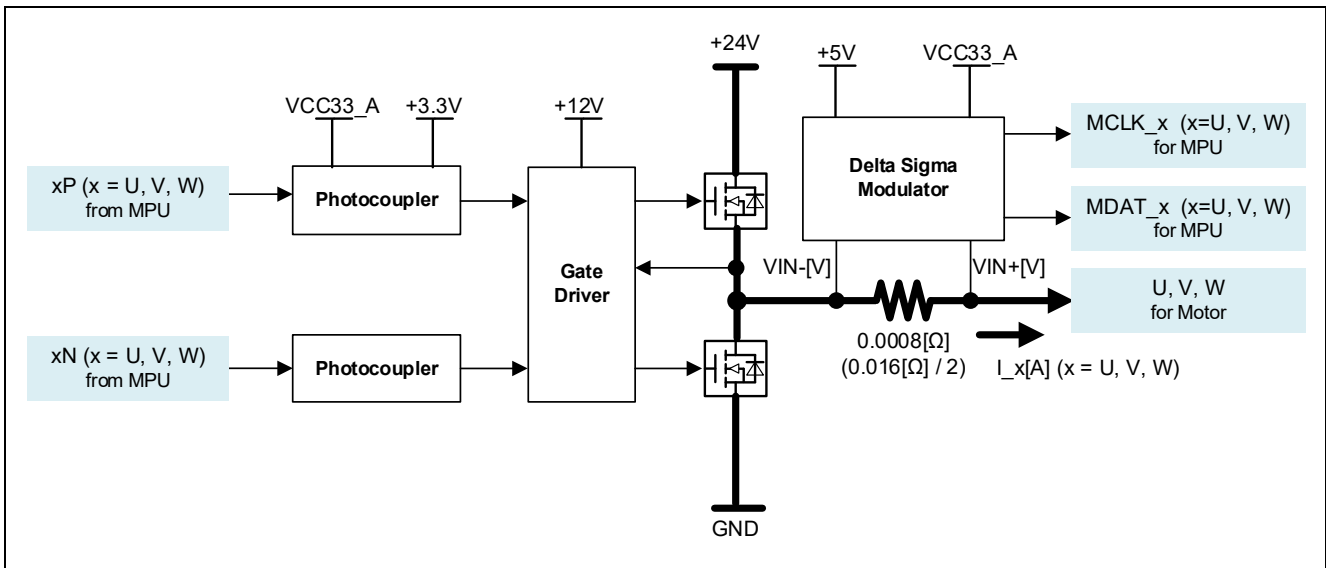 +24V
+5V
VCC33_A
VCC33_A
+3.3V
+12V
MCLK_x (x=U, V, W)
for MPU
Delta Sigma
Modulator
xP (x = U, V, W)
from MPU
Photocoupler
MDAT_x (x=U, V, W)
for MPU
VIN-[V]
VIN+[V]
Gate
Driver
U, V, W
for Motor
0.0008[Ω]
(0.016[Ω] / 2)
I_x[A] (x = U, V, W)
xN (x = U, V, W)
from MPU
Photocoupler
GND